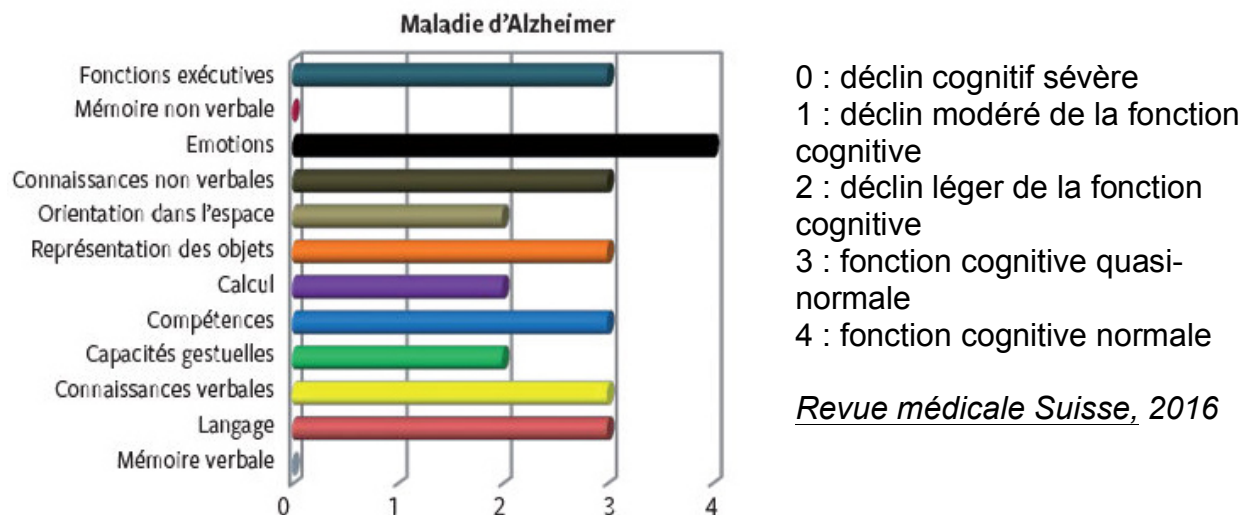 Maladie d'Alzheimer
Fonctions exécutives
Mémoire non verbale
Emotions
Connaissances non verbales
Orientation dans l'espace
Représentation des objets
Calcul
Compétences
Capacités gestuelles
Connaissances verbales
Langage
Mémoire verbale
0 1 2 3 4
0 : déclin cognitif sévère
1 : déclin modéré de la fonction
cognitive
2 : déclin léger de la fonction
cognitive
3 : fonction cognitive quasi-
normale
4 : fonction cognitive normale
Revue médicale Suisse, 2016